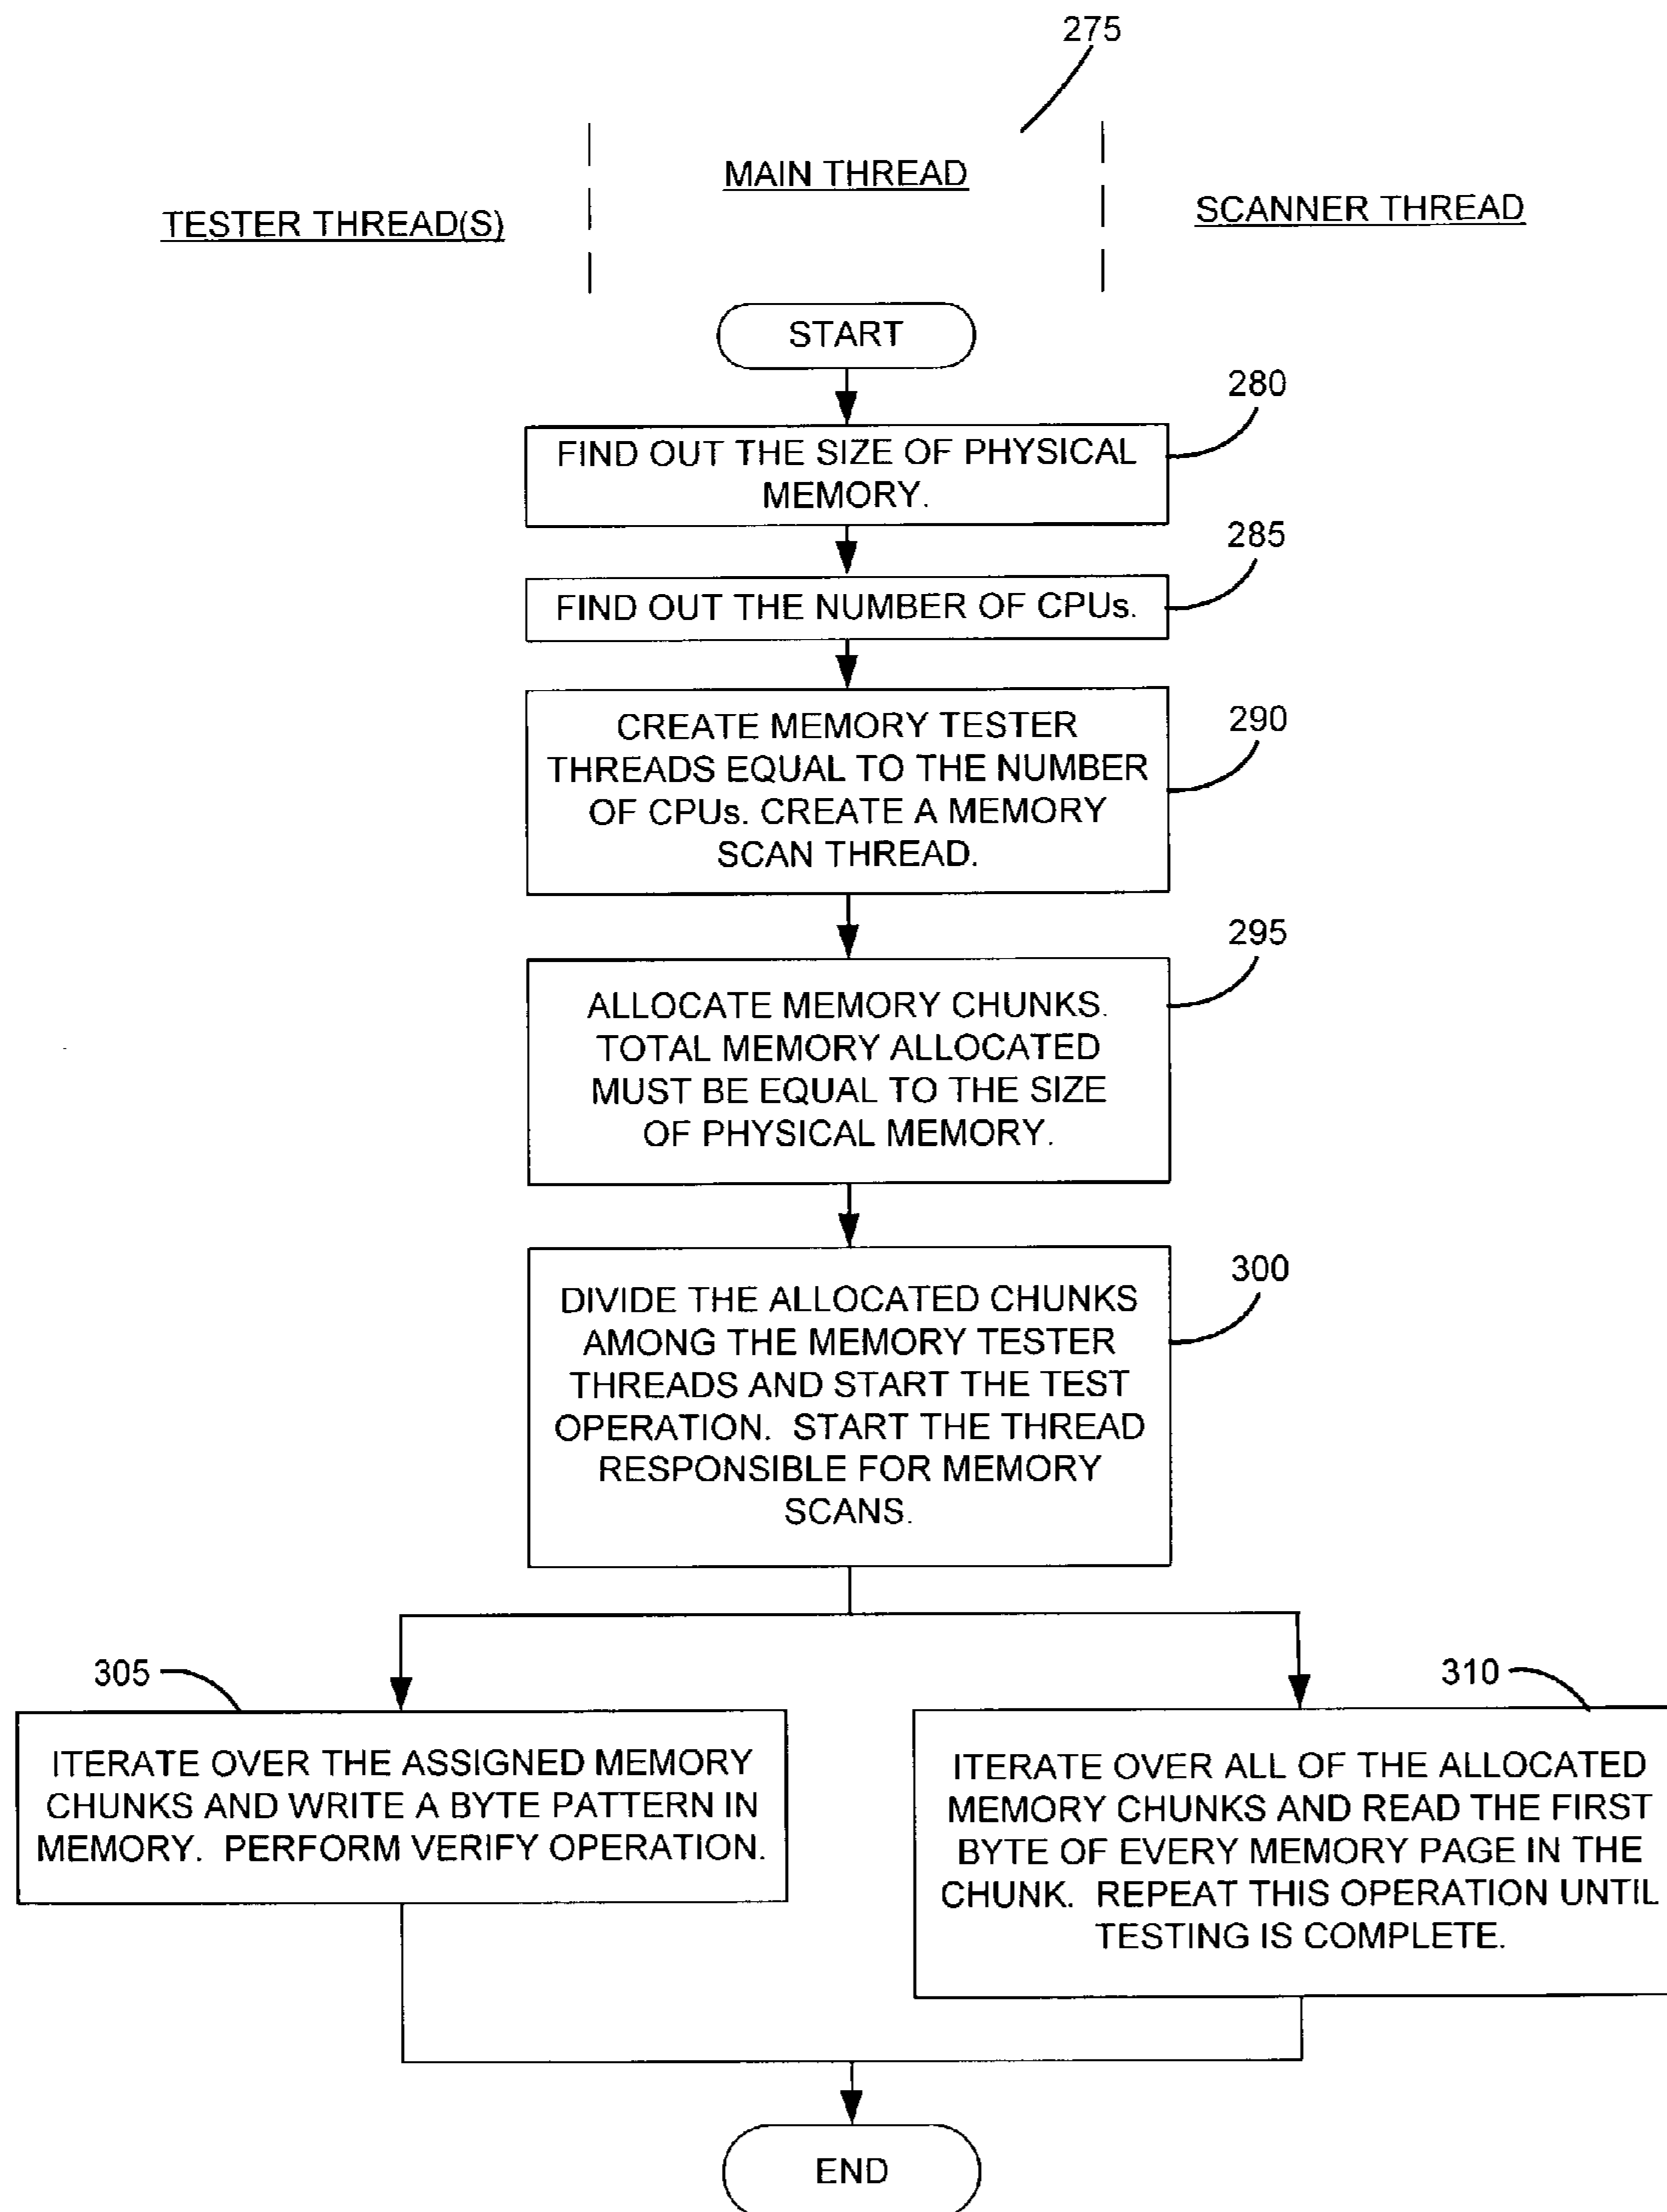 275
MAIN THREAD
TESTER THREAD(S)
SCANNER THREAD
START
280
FIND OUT THE SIZE OF PHYSICAL
MEMORY.
285
FIND OUT THE NUMBER OF CPUs.
290
CREATE MEMORY TESTER
THREADS EQUAL TO THE NUMBER
OF CPUs. CREATE A MEMORY
SCAN THREAD.
295
ALLOCATE MEMORY CHUNKS.
TOTAL MEMORY ALLOCATED
MUST BE EQUAL TO THE SIZE
OF PHYSICAL MEMORY.
300
DIVIDE THE ALLOCATED CHUNKS
AMONG THE MEMORY TESTER
THREADS AND START THE TEST
OPERATION. START THE THREAD
RESPONSIBLE FOR MEMORY
SCANS.
305
ITERATE OVER THE ASSIGNED MEMORY
CHUNKS AND WRITE A BYTE PATTERN IN
MEMORY. PERFORM VERIFY OPERATION.
310
ITERATE OVER ALL OF THE ALLOCATED
MEMORY CHUNKS AND READ THE FIRST
BYTE OF EVERY MEMORY PAGE IN THE
CHUNK. REPEAT THIS OPERATION UNTIL
TESTING IS COMPLETE.
END